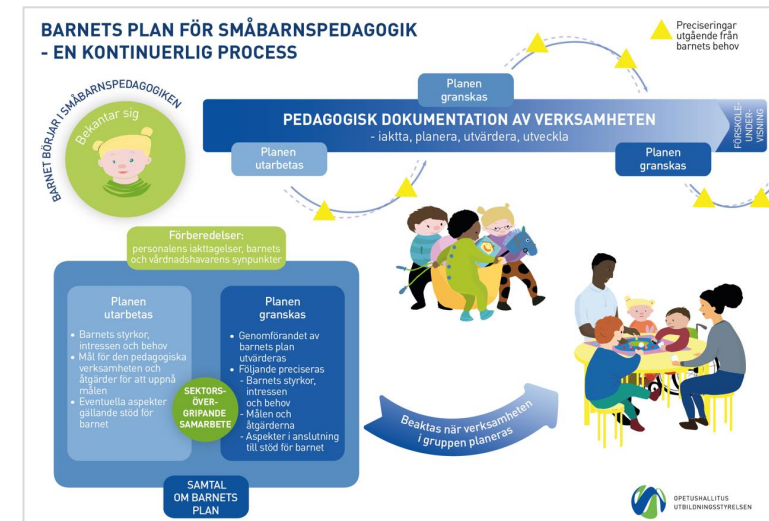 BARNETS PLAN FÖR SMÅBARNSPEDAGOGIK
- EN KONTINUERLIG PROCESS
Preciseringar
utgående från
barnets behov
BARNET BÖRJAR I SMÅBARNSPEDAGOGIKEN
Bekantar sig
Planen
granskas
PEDAGOGISK DOKUMENTATION AV VERKSAMHETEN
- iaktta, planera, utvärdera, utveckla
FÖRSKOLE-
UNDER-
VISNING
Planen
utarbetas
Planen
granskas
Förberedelser:
personalens iakttagelser, barnets
och vårdnadshavarens synpunkter
Planen
utarbetas
• Barnets styrkor,
intressen och behov
• Mål för den pedagogiska
verksamheten och
åtgärder för att uppnå
målen
• Eventuella aspekter
gällande stöd för
barnet
Planen
granskas
• Genomförandet av
barnets plan
utvärderas
• Följande preciseras
- Barnets styrkor,
intressen
och behov
- Målen och
åtgärderna
- Aspekter i anslutning
till stöd för barnet
SEKTORS-
ÖVER-
GRIPANDE
SAMARBETE
SAMTAL
OM BARNETS
PLAN
Beaktas när verksamheten
i gruppen planeras
OPETUSHALLITUS
UTBILDNINGSSTYRELSEN